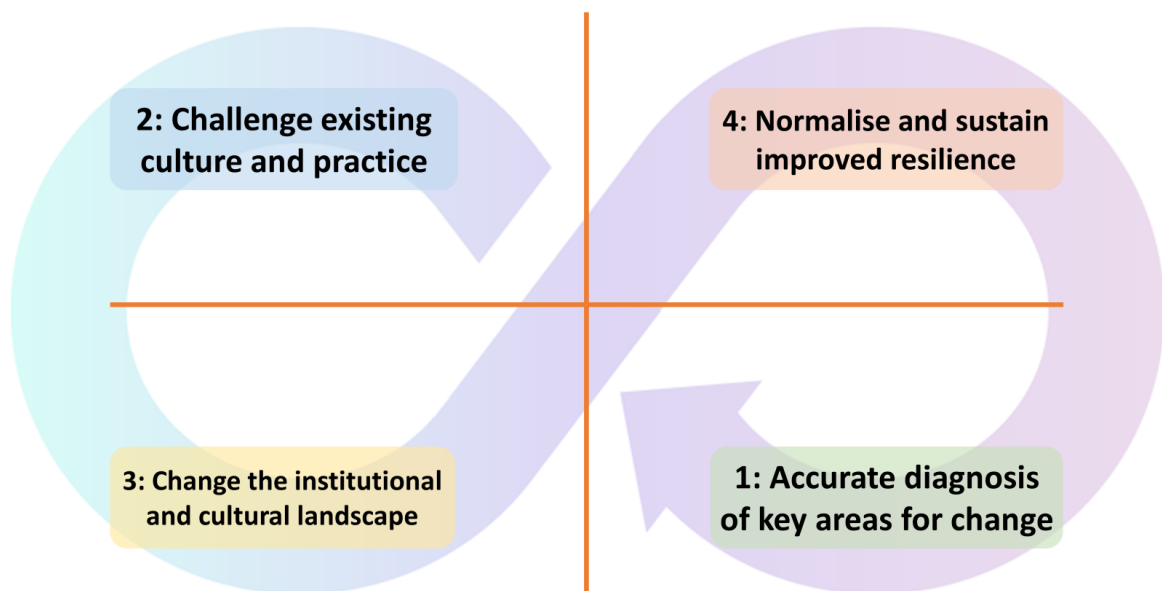 2: Challenge existing
culture and practice
4: Normalise and sustain
improved resilience
3: Change the institutional
and cultural landscape
1: Accurate diagnosis
of key areas for change